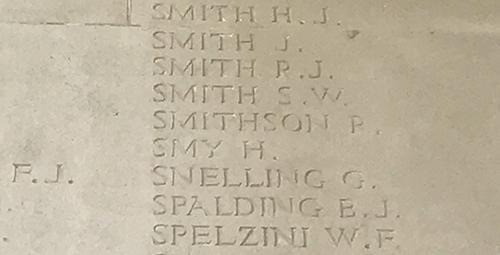 SMITH H. J.
SMITH J.
SMITH R. J.
SMITH S. W.
SMITHSON P.
SMY H.
F. J. SNELLING G.
SPALDING E. J.
SPELZINI W. F.